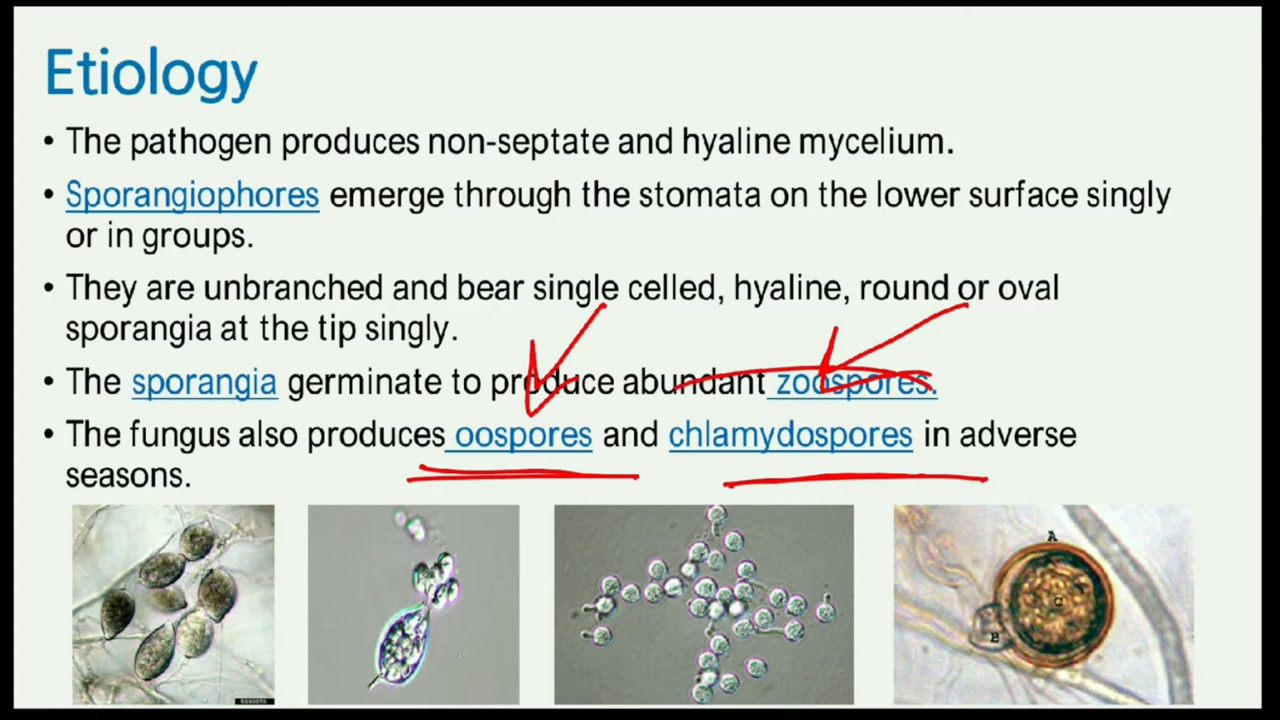 Etiology
• The pathogen produces non-septate and hyaline mycelium.
• Sporangiophores emerge through the stomata on the lower surface singly
or in groups.
• They are unbranched and bear single celled, hyaline, round or oval
sporangia at the tip singly.
• The sporangia germinate to produce abundant zoospores.
• The fungus also produces oospores and chlamydospores in adverse
seasons.
A
C
B